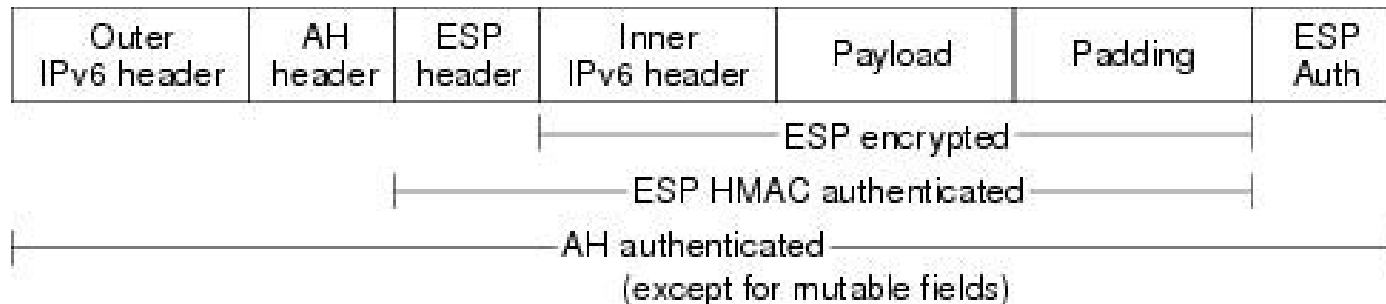 Outer
IPv6 header
AH
header
ESP
header
Inner
IPv6 header
Payload
Padding
ESP
Auth
ESP encrypted
ESP HMAC authenticated
AH authenticated
(except for mutable fields)